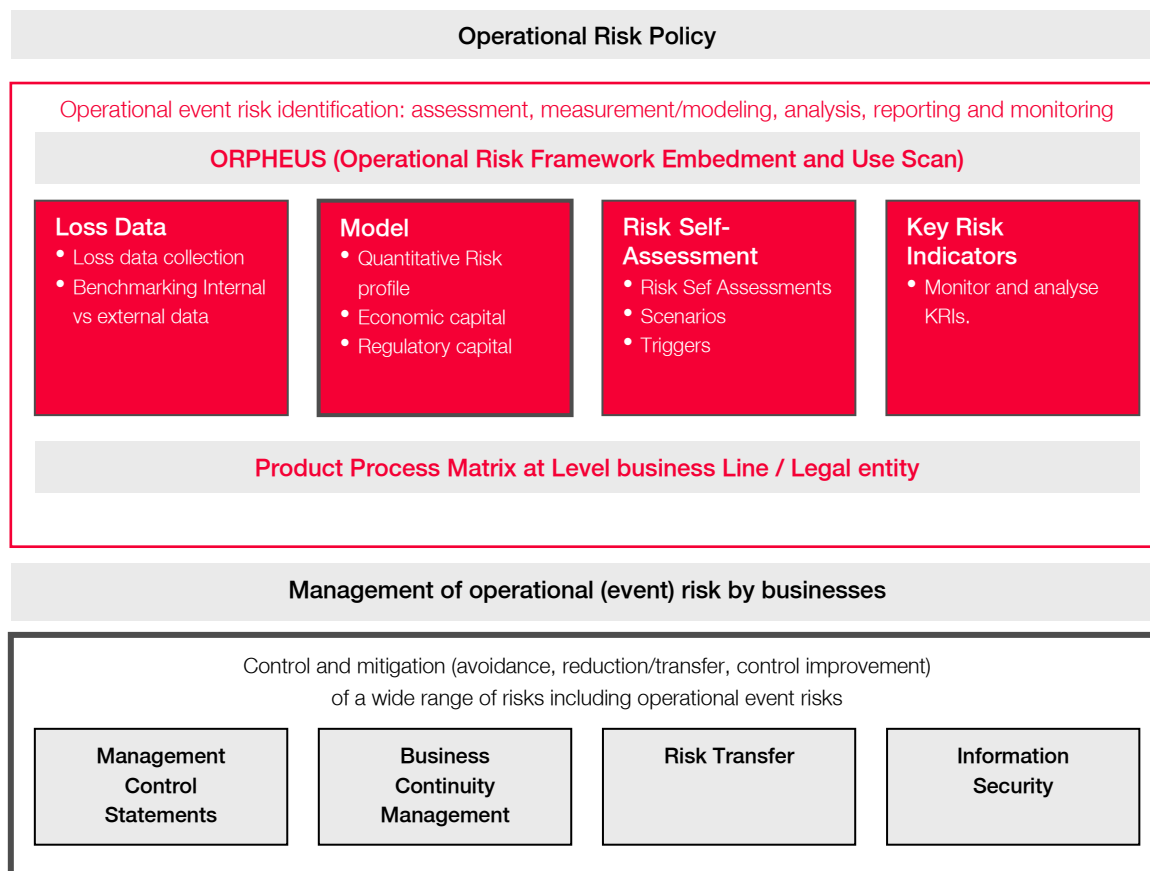 Operational Risk Policy
Operational event risk identification: assessment, measurement/modeling, analysis, reporting and monitoring
ORPHEUS (Operational Risk Framework Embedment and Use Scan)
Loss Data
• Loss data collection
• Benchmarking Internal
vs external data
Model
• Quantitative Risk
profile
• Economic capital
• Regulatory capital
Risk Self-
Assessment
• Risk Sef Assessments
• Scenarios
• Triggers
Key Risk
Indicators
• Monitor and analyse
KRIs.
Product Process Matrix at Level business Line / Legal entity
Management of operational (event) risk by businesses
Control and mitigation (avoidance, reduction/transfer, control improvement)
of a wide range of risks including operational event risks
Management
Control
Statements
Business
Continuity
Management
Risk Transfer
Information
Security